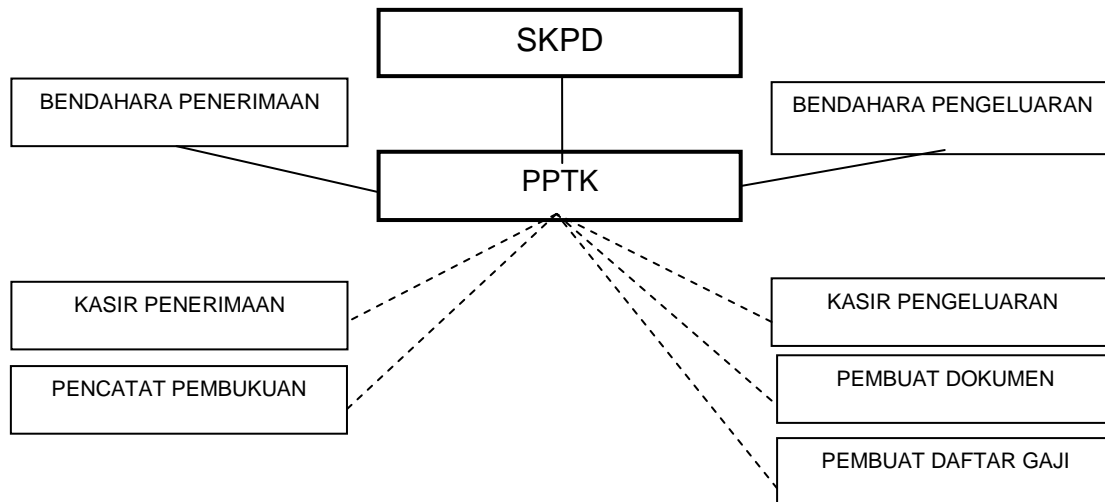 SKPD
BENDAHARA PENERIMAAN
BENDAHARA PENGELUARAN
PPTK
KASIR PENERIMAAN
KASIR PENGELUARAN
PENCATAT PEMBUKUAN
PEMBUAT DOKUMEN
PEMBUAT DAFTAR GAJI